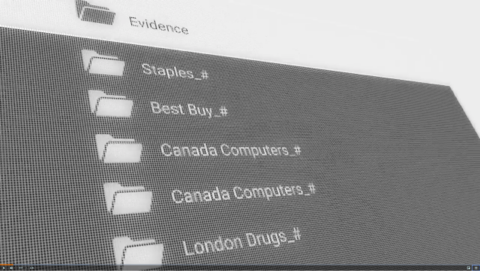 Evidence
Staples_#
Best Buy_#
Canada Computers_#
Canada Computers_#
London Drugs_#